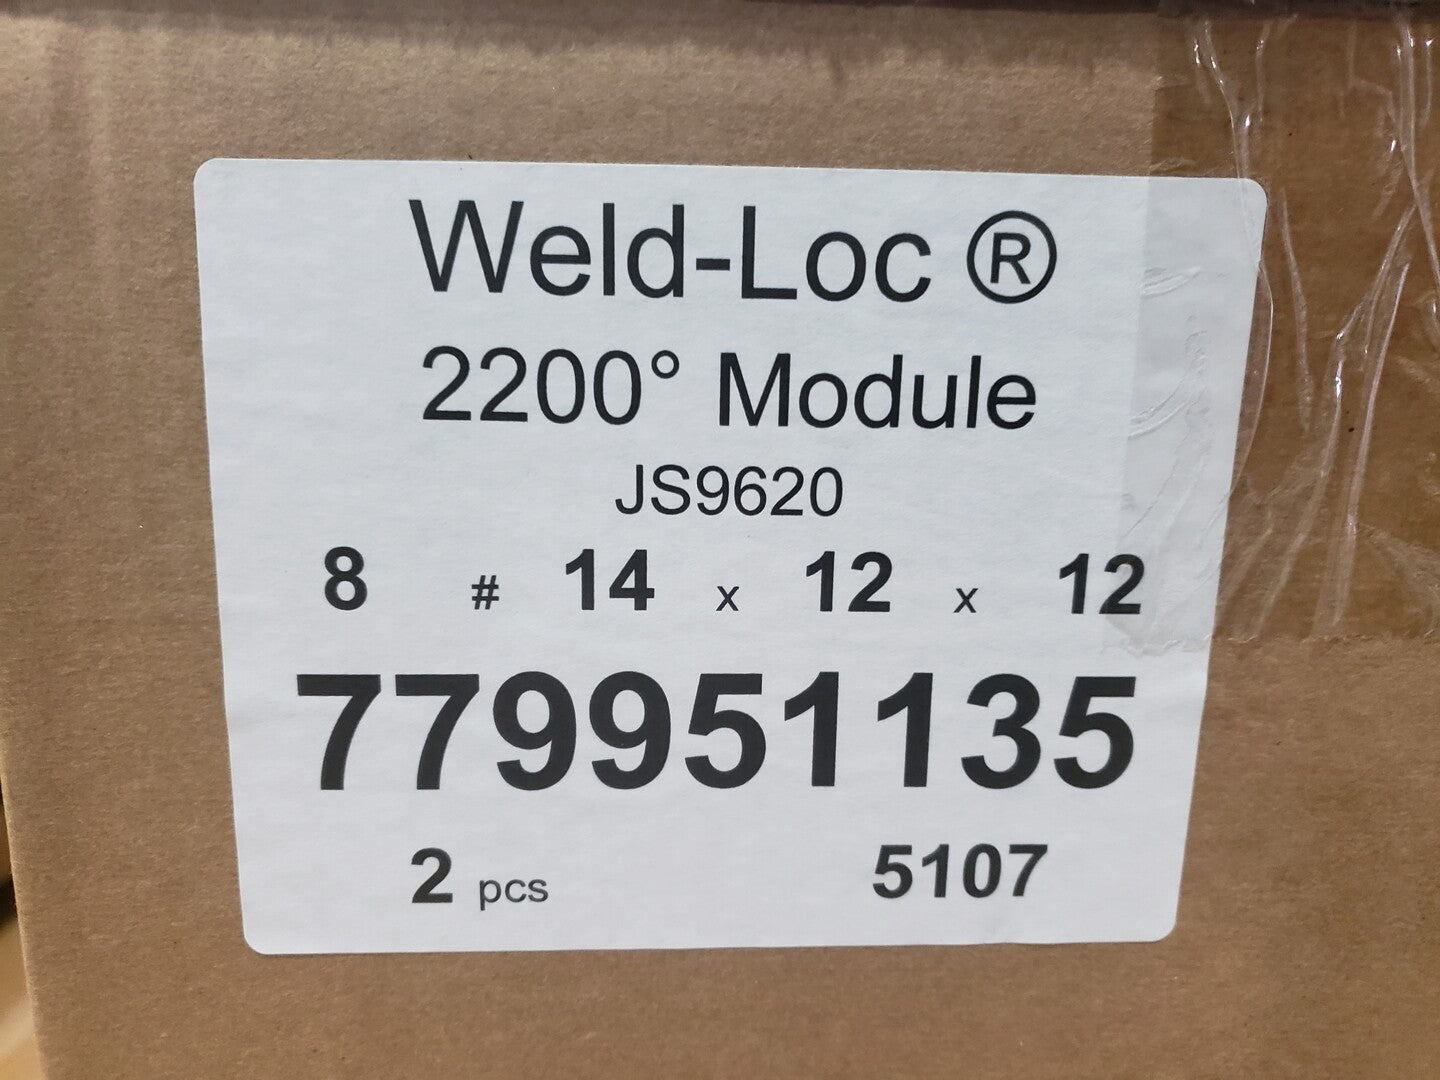 Weld-Loc ®
2200° Module
JS9620
8 # 14 x 12 x 12
779951135
2 pcs 5107